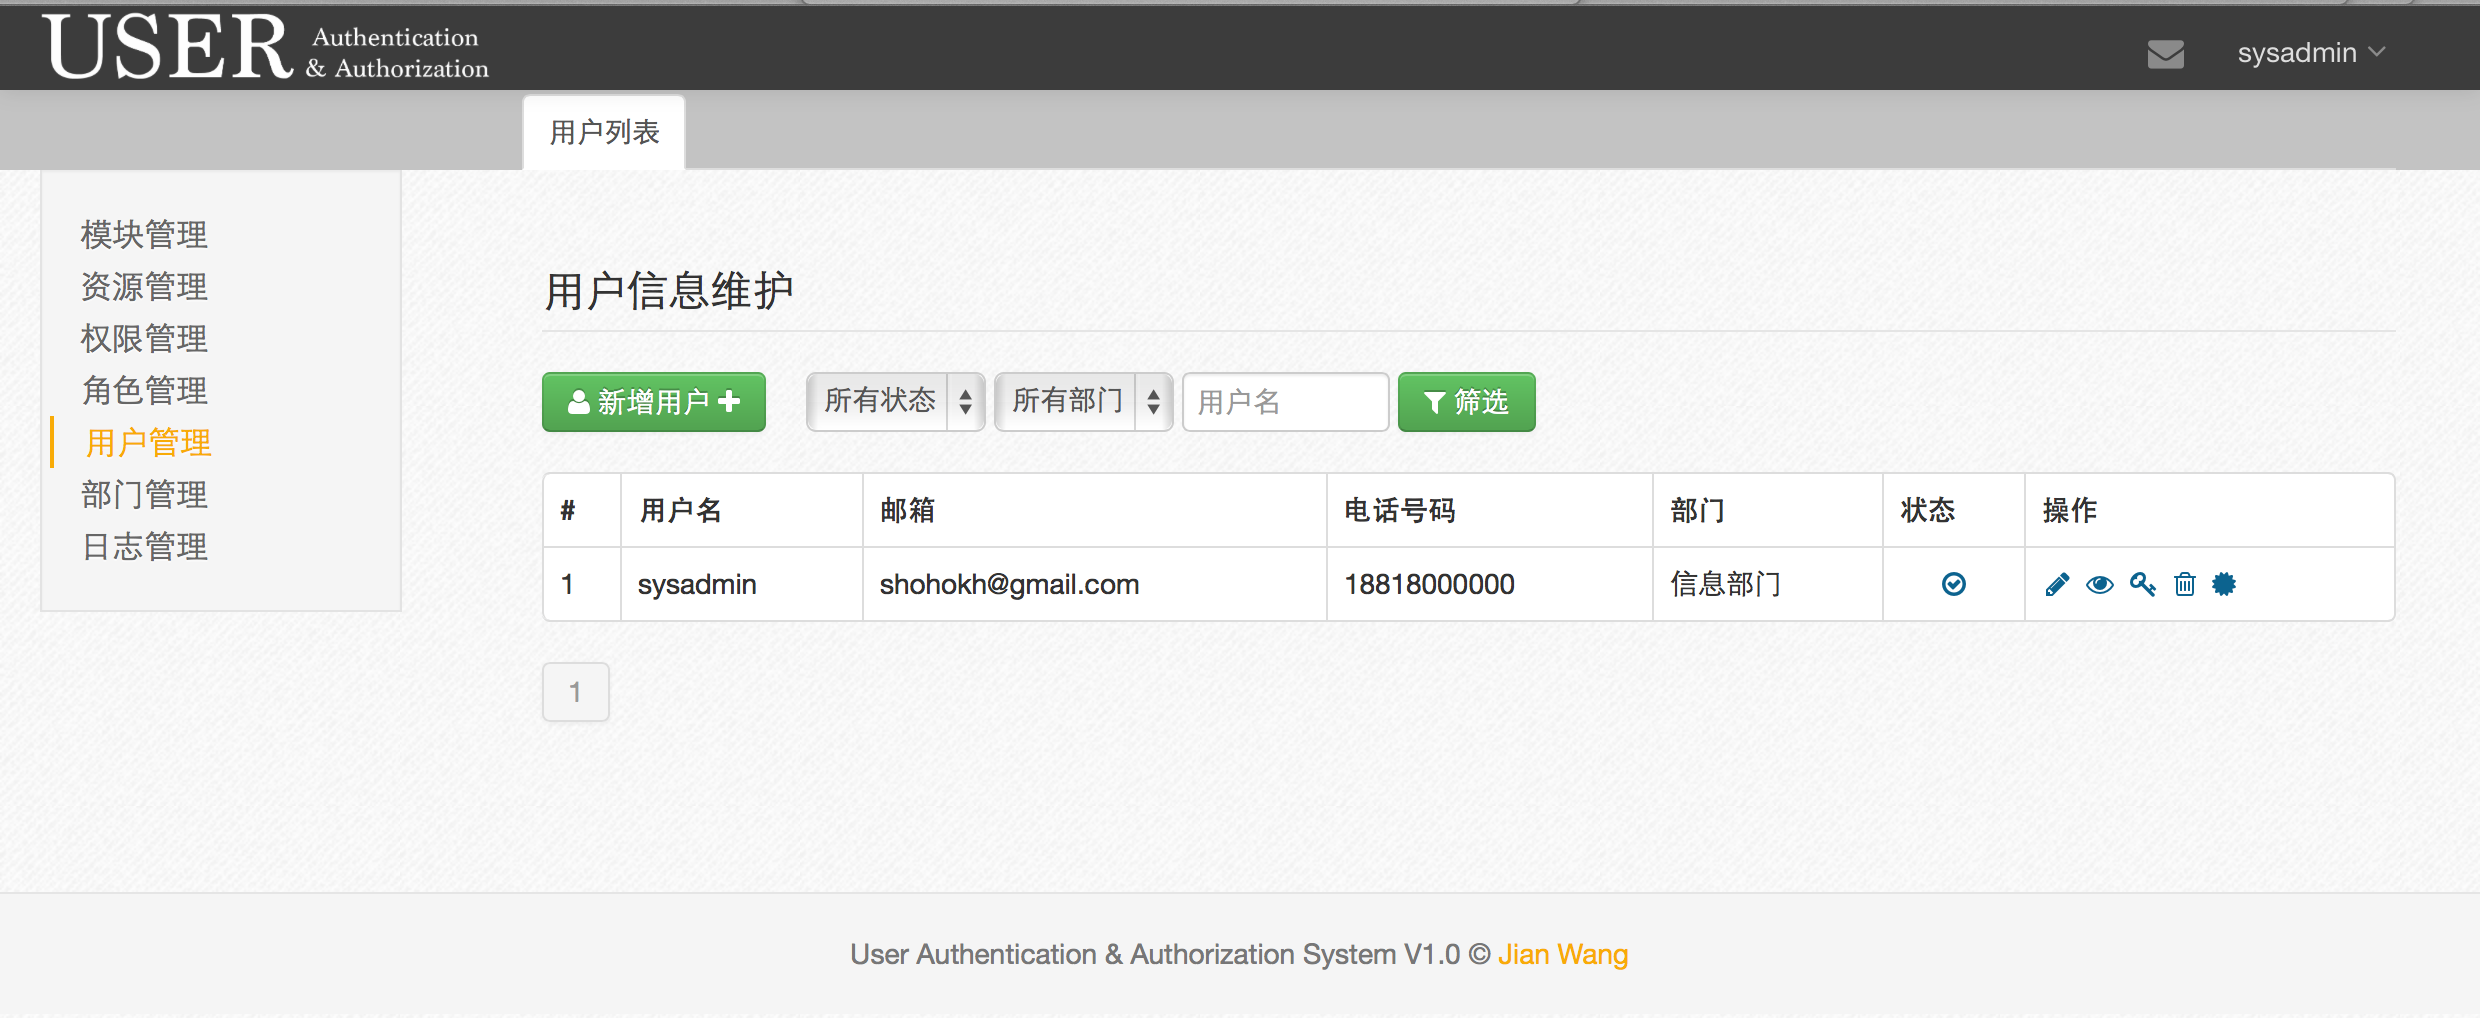 USER Authentication
& Authorization
sysadmin
用户列表
模块管理
资源管理
权限管理
角色管理
用户管理
部门管理
日志管理
用户信息维护
新增用户 所有状态 所有部门 用户名 筛选
# 用户名 邮箱 电话号码 部门 状态 操作
1 sysadmin shohokh@gmail.com 18818000000 信息部门
1
User Authentication & Authorization System V1.0 © Jian Wang